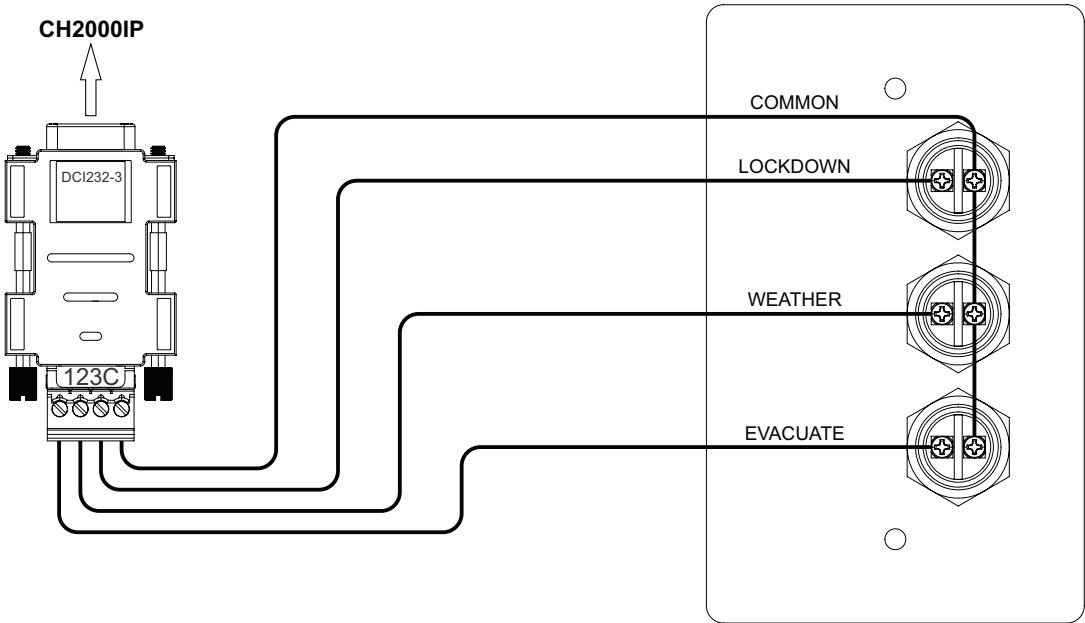 CH2000IP
COMMON
LOCKDOWN
DCI232-3
WEATHER
123C
EVACUATE